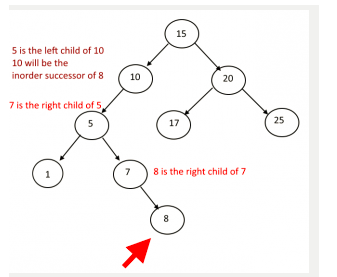 15
5 is the left child of 10
10 will be the
inorder successor of 8
10
20
7 is the right child of 5
5
17
25
1
7
8 is the right child of 7
8